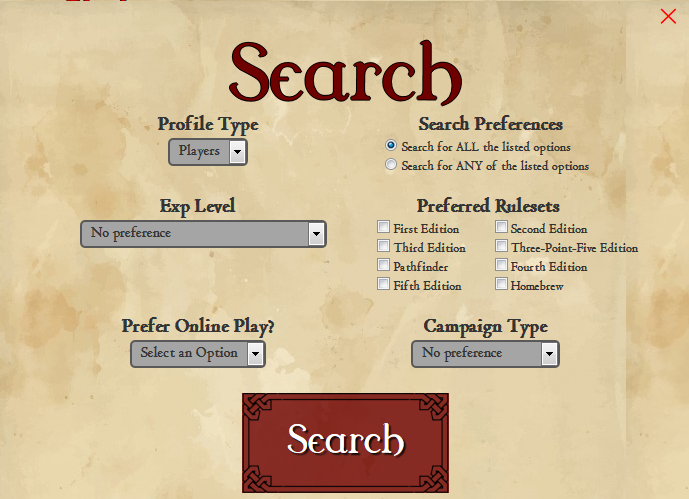 Search
Profile Type
Players
Search Preferences
Search for ALL the listed options
Search for ANY of the listed options
Exp Level
No preference
Preferred Rulesets
First Edition
Second Edition
Third Edition
Three-Point-Five Edition
Pathfinder
Fourth Edition
Fifth Edition
Homebrew
Prefer Online Play?
Select an Option
Campaign Type
No preference
Search